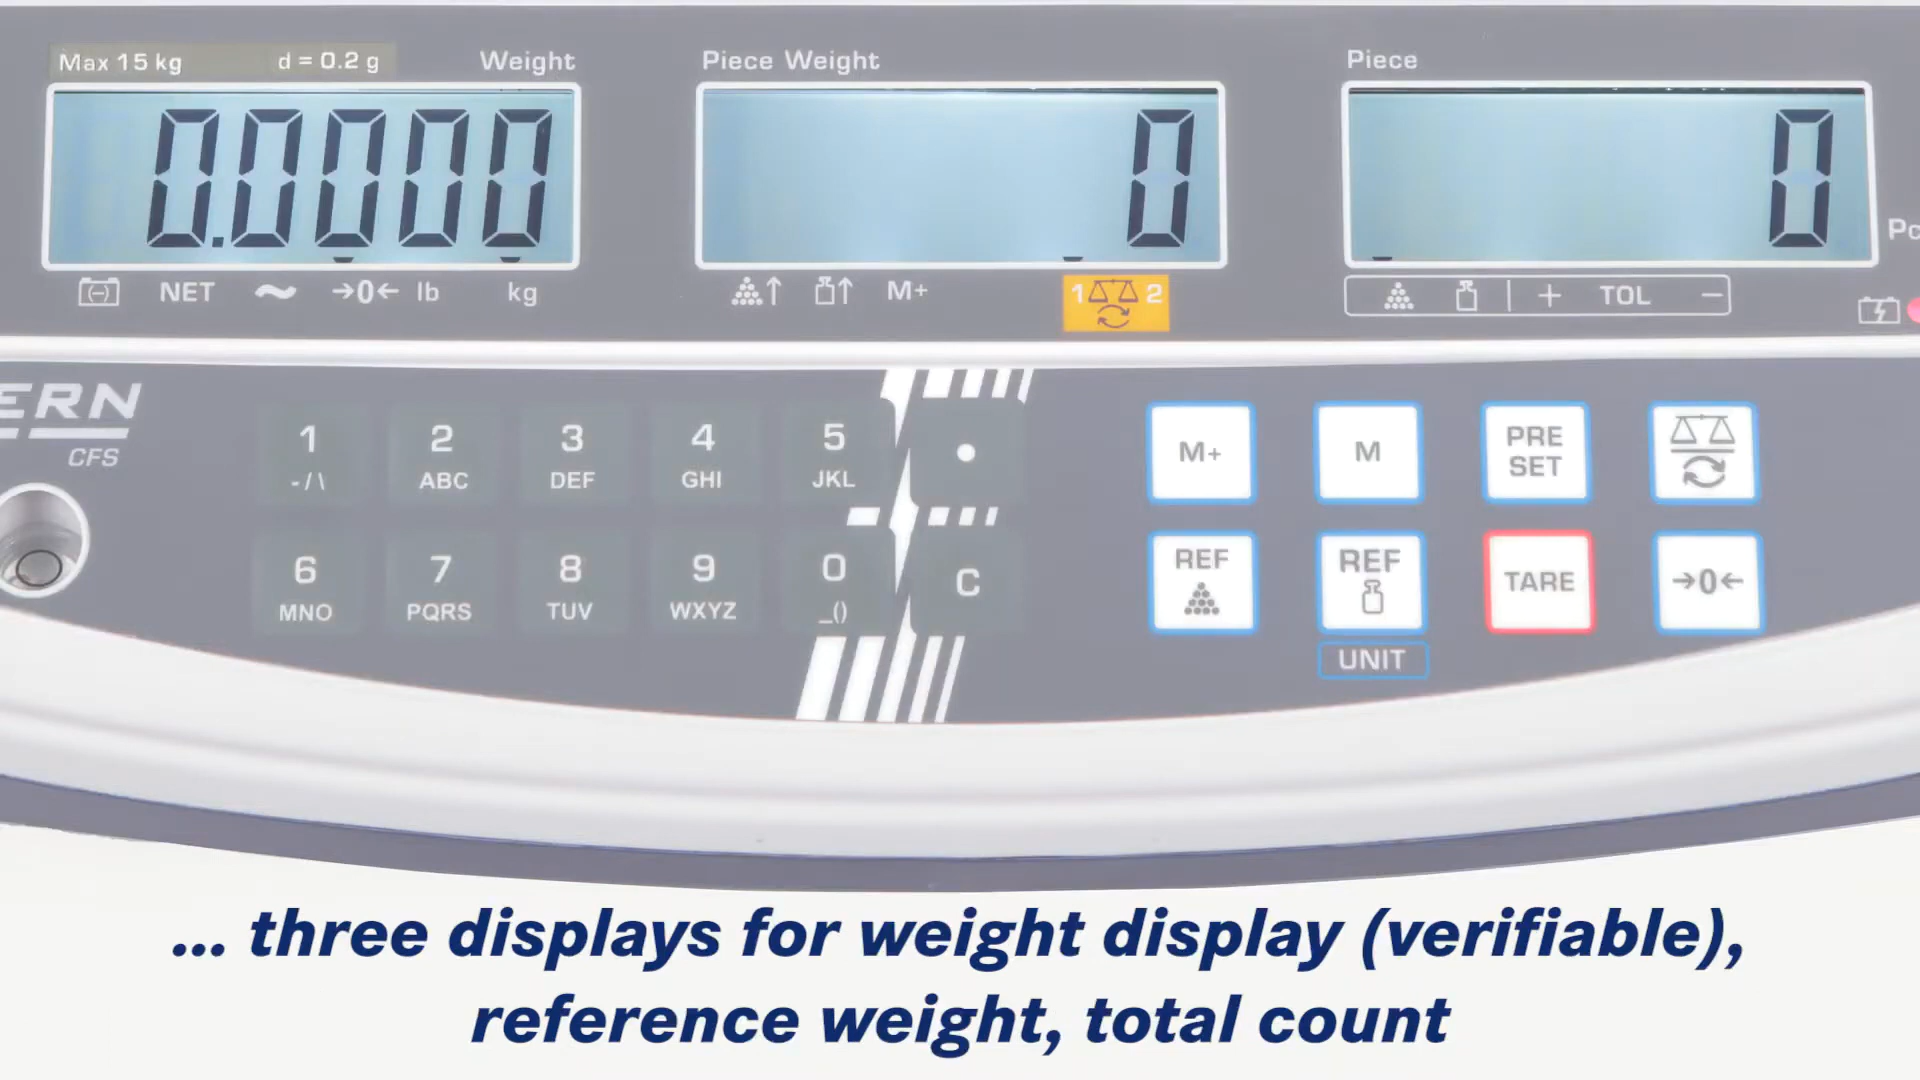 Max 15 kg d = 0.2 g Weight Piece Weight Piece
0.0000 0 0
Pc
NET →0← lb kg M+ 1 2 + TOL −
ERN
CFS
1 2 3 4 5 •
-/\ ABC DEF GHI JKL
M+ M PRE SET
6 7 8 9 0 C
MNO PQRS TUV WXYZ _()
REF REF TARE →0←
UNIT
... three displays for weight display (verifiable),
reference weight, total count